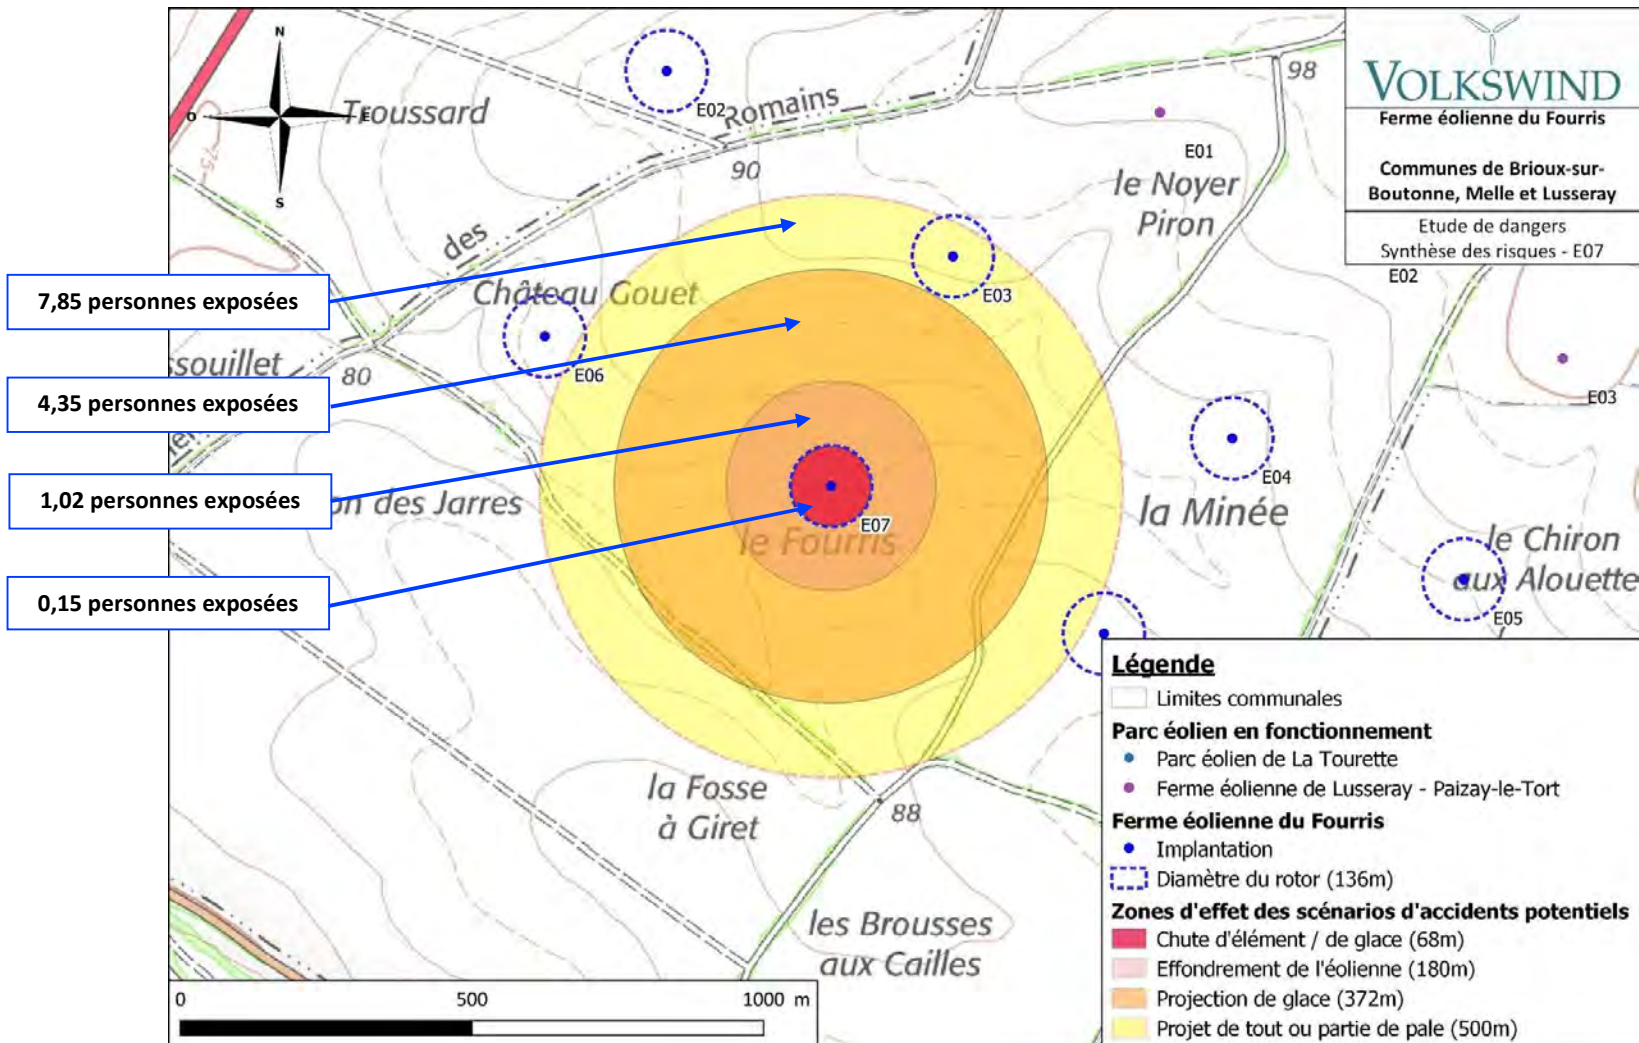 N
O
E
S
75
Troussard
E02
Romains
90
des
98
E01
le Noyer
Piron
VOLKSWIND
Ferme éolienne du Fourris
Communes de Brioux-sur-
Boutonne, Melle et Lusseray
Etude de dangers
Synthèse des risques - E07
E02
7,85 personnes exposées
Château Gouet
E03
E06
ssouillet
80
4,35 personnes exposées
E03
E04
1,02 personnes exposées
on des Jarres
E07
le Fourris
la Minée
le Chiron
aux Alouette
E05
0,15 personnes exposées
la Fosse
à Giret
88
les Brousses
aux Cailles
0 500 1000 m
Légende
Limites communales
Parc éolien en fonctionnement
Parc éolien de La Tourette
Ferme éolienne de Lusseray - Paizay-le-Tort
Ferme éolienne du Fourris
Implantation
Diamètre du rotor (136m)
Zones d'effet des scénarios d'accidents potentiels
Chute d'élément / de glace (68m)
Effondrement de l'éolienne (180m)
Projection de glace (372m)
Projet de tout ou partie de pale (500m)